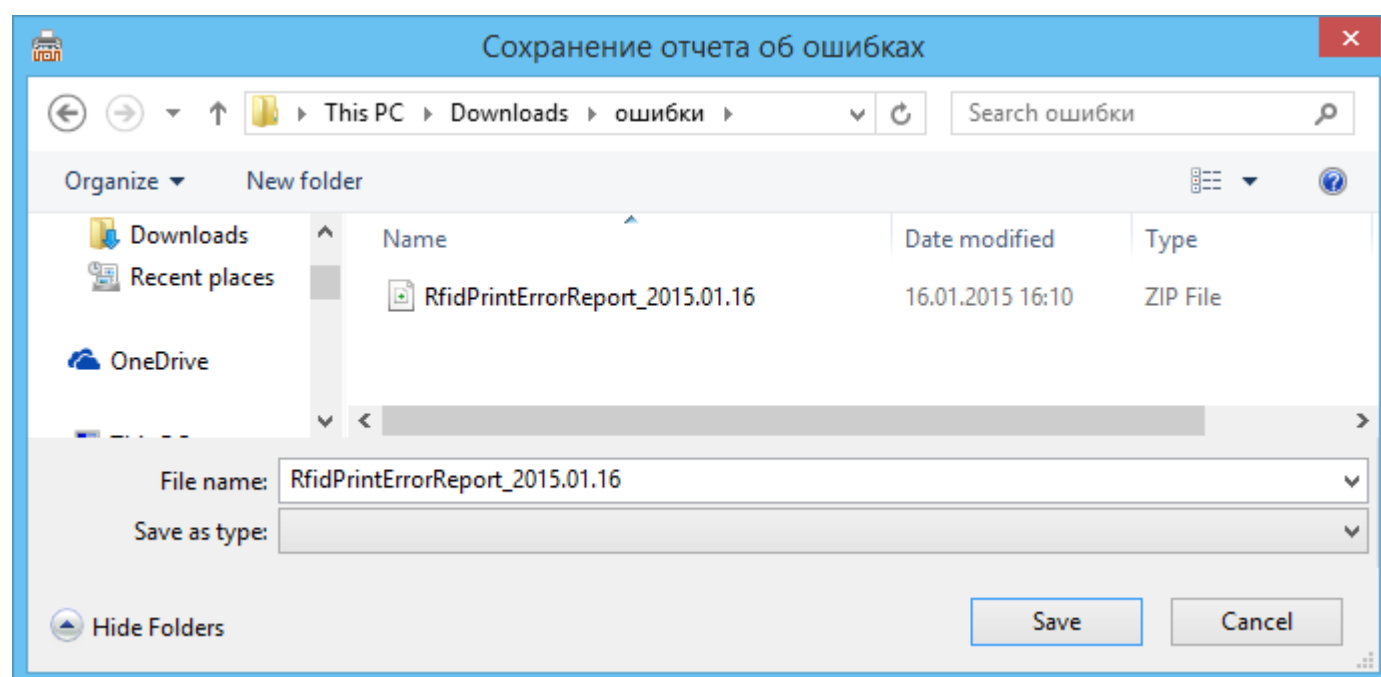 Сохранение отчета об ошибках
This PC Downloads ошибки Search ошибки
Organize New folder
Downloads Name Date modified Type
Recent places
RfidPrintErrorReport_2015.01.16 16.01.2015 16:10 ZIP File
OneDrive
File name: RfidPrintErrorReport_2015.01.16
Save as type:
Hide Folders Save Cancel